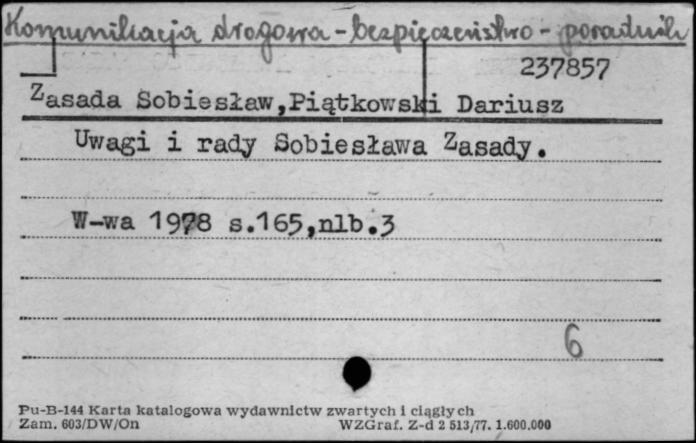 Komunikacja drogowa - bezpieczeństwo - poradnik
237857
Zasada Sobiesław,Piątkowski Dariusz
Uwagi i rady Sobiesława Zasady.
W-wa 1978 s.165,nlb.3
6
Pu-B-144 Karta katalogowa wydawnictw zwartych i ciągłych
Zam. 603/DW/On WZGraf. Z-d 2 513/77. 1.600.000